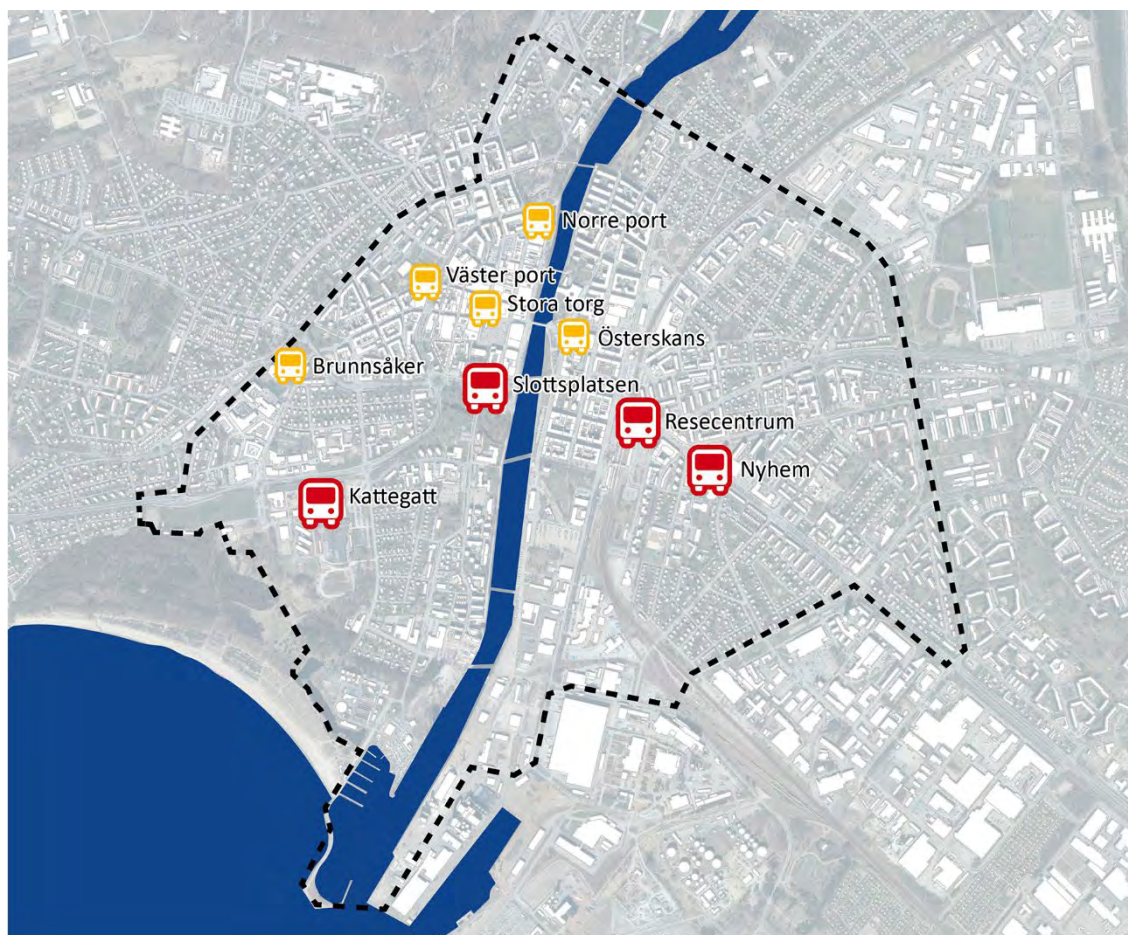 Norre port
Väster port
Stora torg
Österskans
Brunnsåker
Slottsplatsen
Resecentrum
Nyhem
Kattegatt